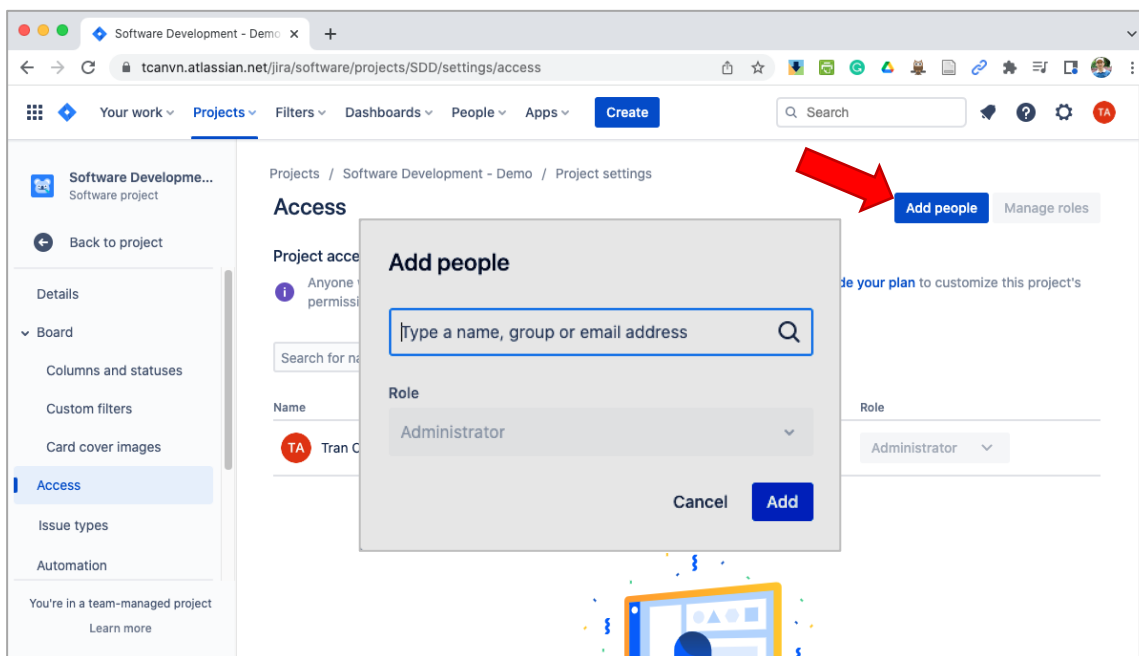 Software Development - Demo
tcanvn.atlassian.net/jira/software/projects/SDD/settings/access
Your work Projects Filters Dashboards People Apps Create Search TA
Software Developme...
Software project
Back to project
Details
Board
Columns and statuses
Custom filters
Card cover images
Access
Issue types
Automation
You're in a team-managed project
Learn more
Projects / Software Development - Demo / Project settings
Access
Add people Manage roles
Project acce
Anyone
de your plan to customize this project's
permissi
Search for na
Name Role
TA Tran C Administrator
Add people
Type a name, group or email address
Role
Administrator
Cancel Add